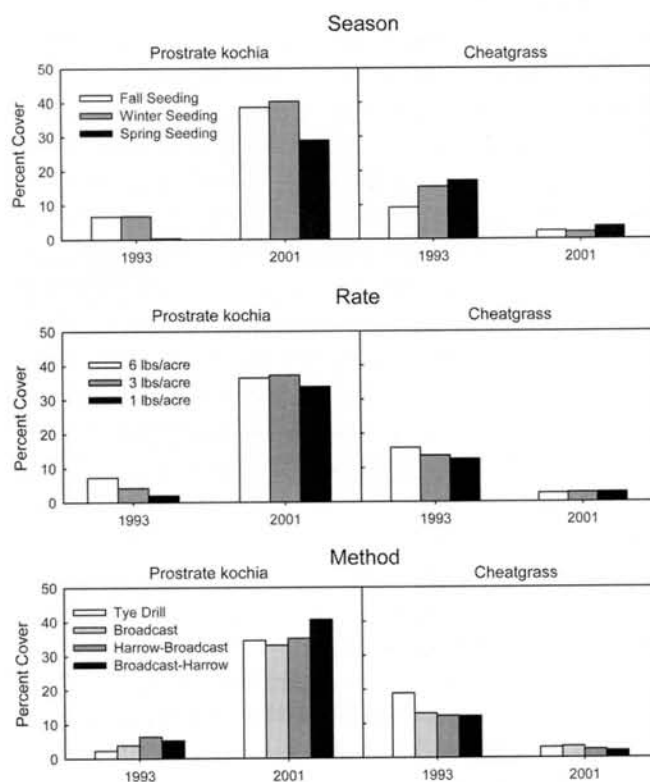 Season
Prostrate kochia Cheatgrass
50
40
30
20
10
0
Percent Cover
Fall Seeding
Winter Seeding
Spring Seeding
1993 2001 1993 2001
Rate
Prostrate kochia Cheatgrass
50
40
30
20
10
0
Percent Cover
6 lbs/acre
3 lbs/acre
1 lbs/acre
1993 2001 1993 2001
Method
Prostrate kochia Cheatgrass
50
40
30
20
10
0
Percent Cover
Tye Drill
Broadcast
Harrow-Broadcast
Broadcast-Harrow
1993 2001 1993 2001